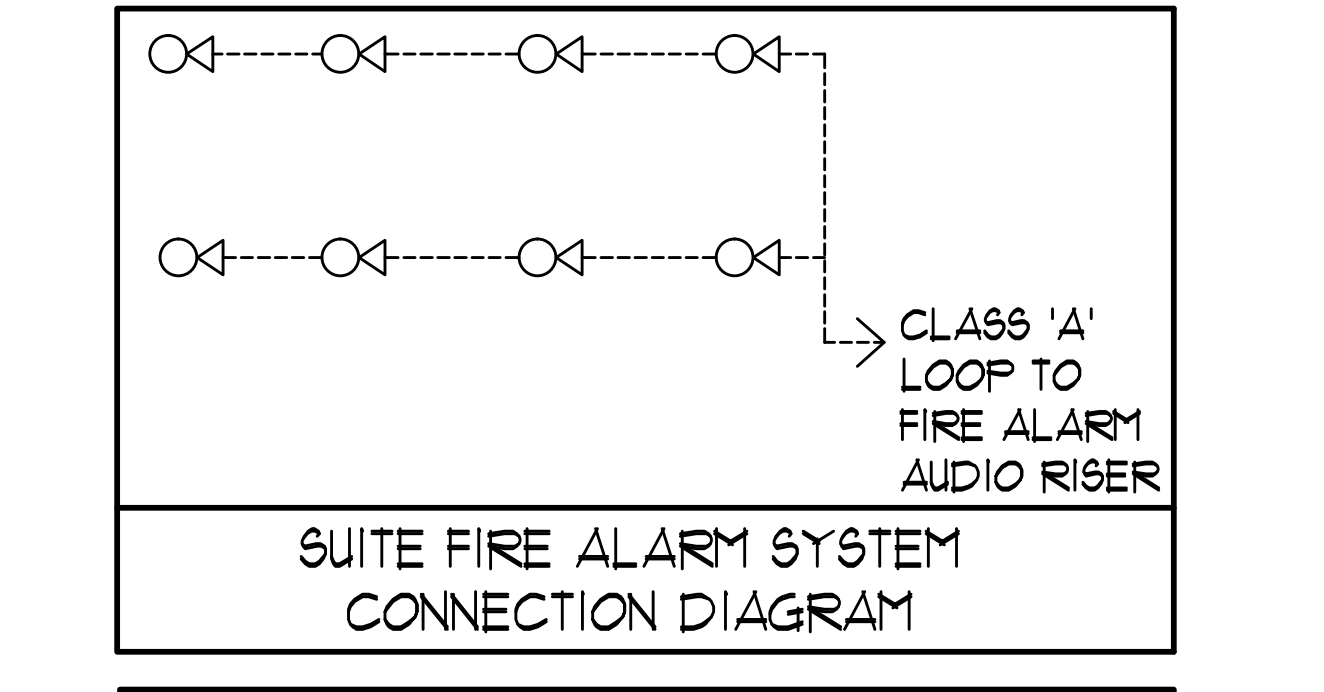 CLASS 'A'
LOOP TO
FIRE ALARM
AUDIO RISER
SUITE FIRE ALARM SYSTEM
CONNECTION DIAGRAM